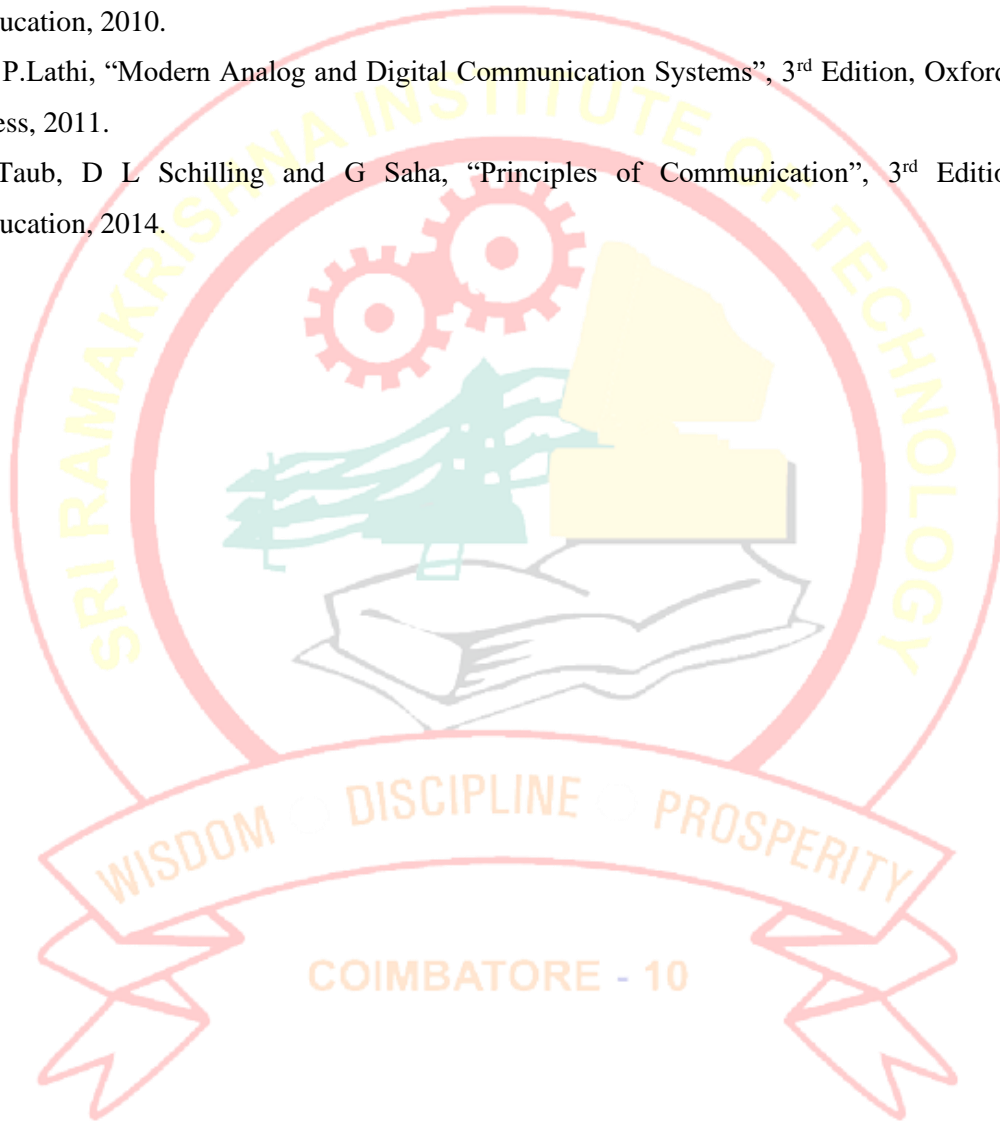 ucation, 2010.
P.Lathi, “Modern Analog and Digital Communication Systems”, 3rd Edition, Oxford
ess, 2011.
Taub, D L Schilling and G Saha, “Principles of Communication”, 3rd Editio
ucation, 2014.
SRI RAMAKRISHNA INSTITUTE OF TECHNOLOGY
WISDOM DISCIPLINE PROSPERITY
COIMBATORE - 10